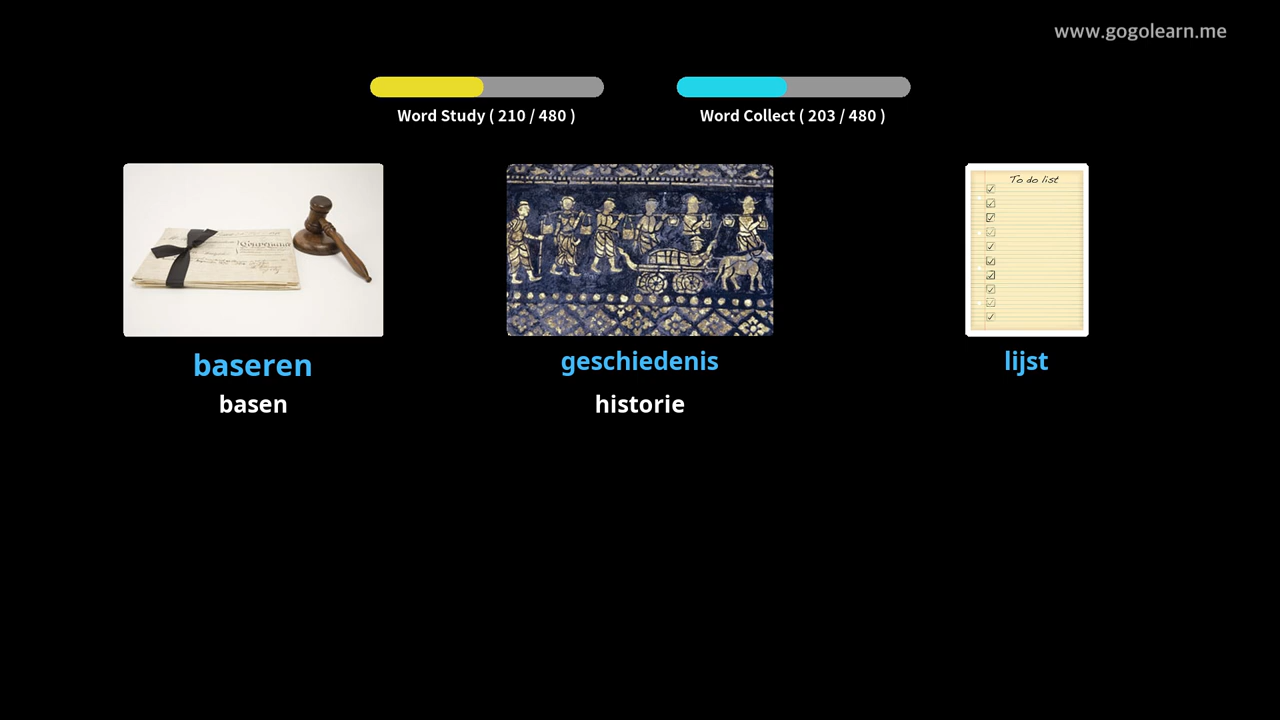 www.gogolearn.me
Word Study ( 210 / 480 )
Word Collect ( 203 / 480 )
To do list
baseren
geschiedenis
lijst
basen
historie